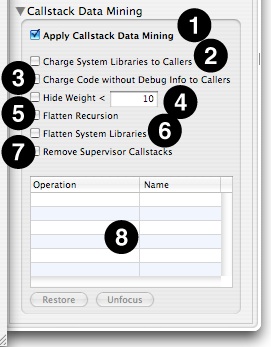 Callstack Data Mining
1
Apply Callstack Data Mining
2
Charge System Libraries to Callers
3
Charge Code without Debug Info to Callers
Hide Weight < 10
4
5
Flatten Recursion
Flatten System Libraries
6
7
Remove Supervisor Callstacks
Operation Name
8
Restore Unfocus